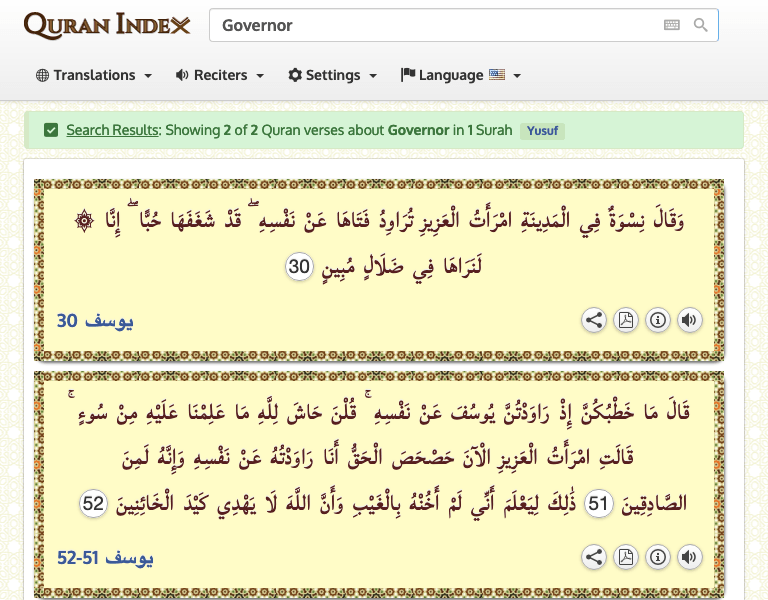 QURAN INDEX
Governor
Translations
Reciters
Settings
Language
Search Results: Showing 2 of 2 Quran verses about Governor in 1 Surah Yusuf
وَقَالَ نِسْوَةٌ فِي الْمَدِينَةِ امْرَأَتُ الْعَزِيزِ تُرَاوِدُ فَتَاهَا عَنْ نَفْسِهِ ۖ قَدْ شَغَفَهَا حُبًّا ۖ إِنَّا ۞
لَنَرَاهَا فِي ضَلَالٍ مُبِينٍ 30
يوسف 30
قَالَ مَا خَطْبُكُنَّ إِذْ رَاوَدْتُنَّ يُوسُفَ عَنْ نَفْسِهِ ۚ قُلْنَ حَاشَ لِلَّهِ مَا عَلِمْنَا عَلَيْهِ مِنْ سُوءٍ ۚ
قَالَتِ امْرَأَتُ الْعَزِيزِ الْآنَ حَصْحَصَ الْحَقُّ أَنَا رَاوَدْتُهُ عَنْ نَفْسِهِ وَإِنَّهُ لَمِنَ
الصَّادِقِينَ 51 ذَٰلِكَ لِيَعْلَمَ أَنِّي لَمْ أَخُنْهُ بِالْغَيْبِ وَأَنَّ اللَّهَ لَا يَهْدِي كَيْدَ الْخَائِنِينَ 52
يوسف 51-52